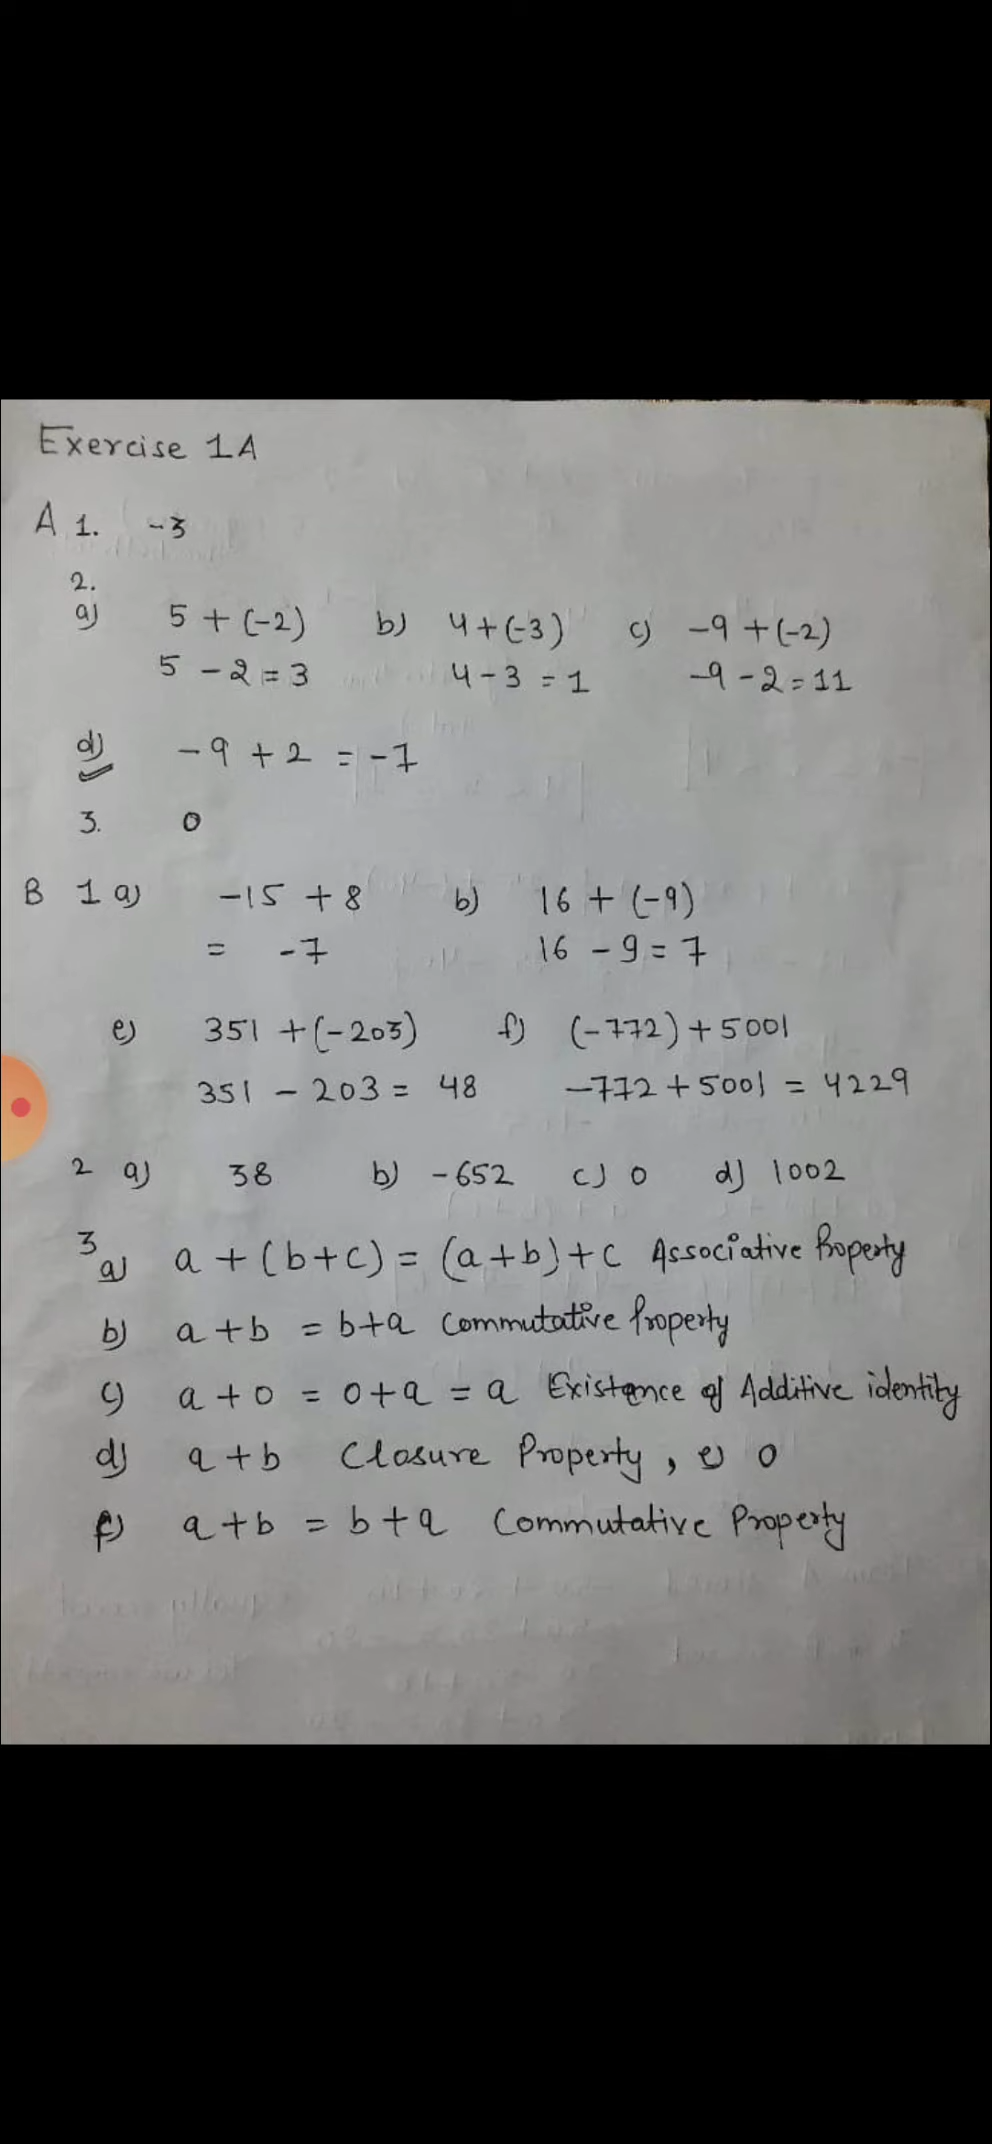 Exercise 1A
A 1. -3
2.
a) 5 + (-2) b) 4 + (-3) c) -9 + (-2)
5 - 2 = 3 4 - 3 = 1 -9 - 2 = 11
d) -9 + 2 = -7
3. 0
B 1 a) -15 + 8 b) 16 + (-9)
= -7 16 - 9 = 7
e) 351 + (-203) f) (-772) + 5001
351 - 203 = 48 -772 + 5001 = 4229
2 a) 38 b) -652 c) 0 d) 1002
3 a) a + (b+c) = (a+b) + c Associative Property
b) a + b = b+a Commutative Property
c) a + 0 = 0 + a = a Existence of Additive identity
d) a + b Closure Property, e) 0
f) a + b = b + a Commutative Property